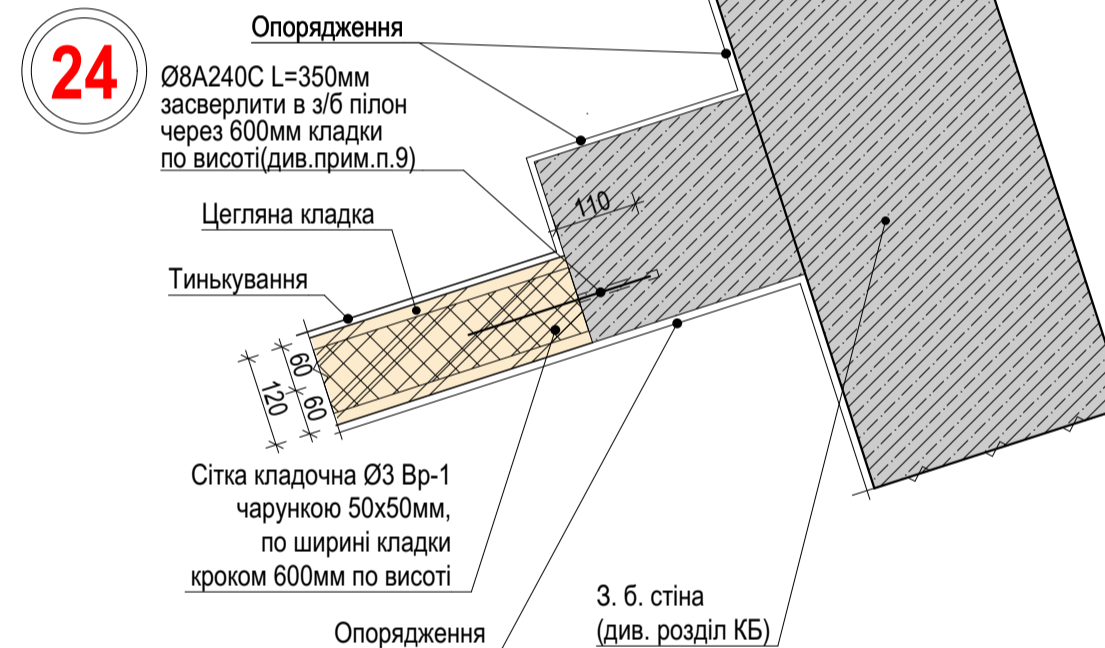 24
Опорядження
Ø8А240С L=350мм
засверлити в з/б пілон
через 600мм кладки
по висоті(див.прим.п.9)
Цегляна кладка
Тинькування
110
60
60
120
Сітка кладочна Ø3 Вр-1
чарункою 50х50мм,
по ширині кладки
кроком 600мм по висоті
Опорядження
З. б. стіна
(див. розділ КБ)